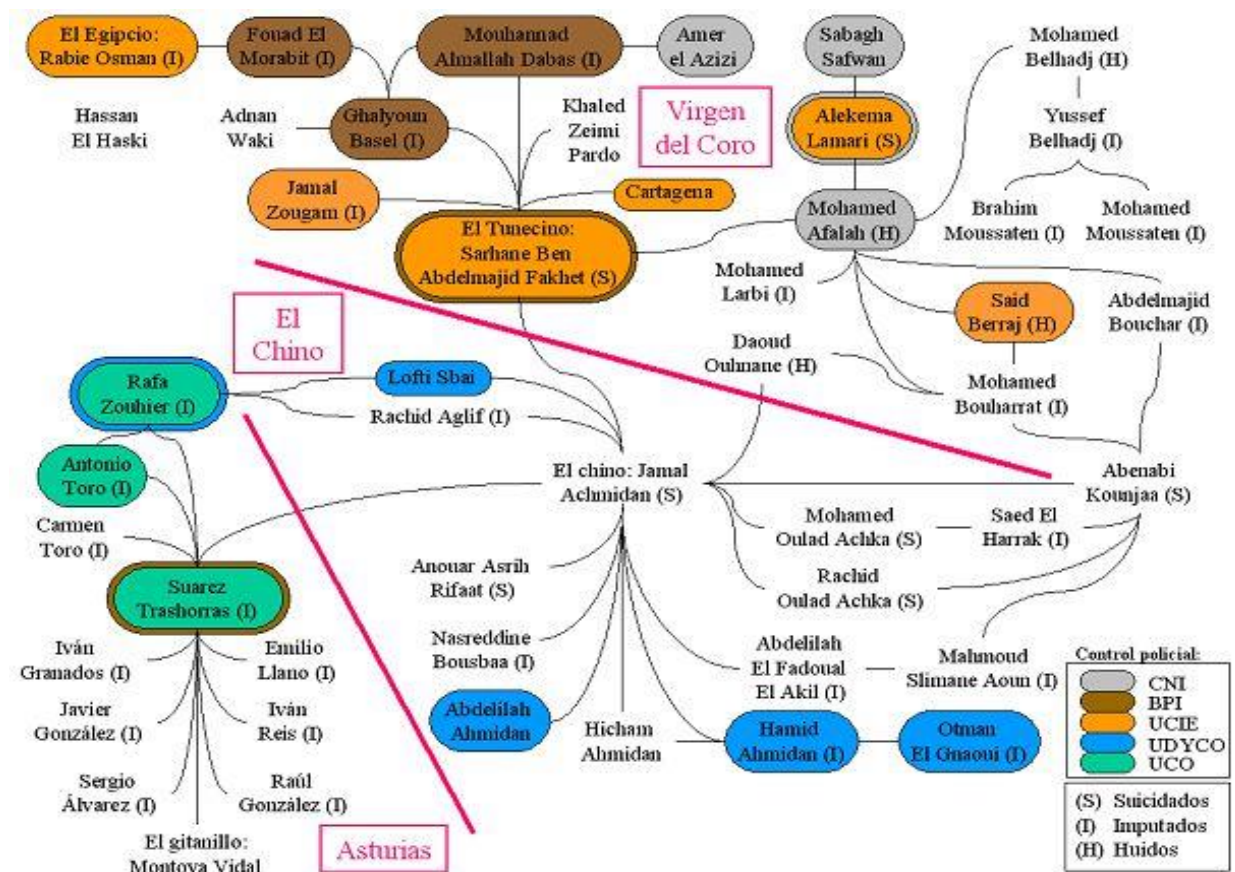 El Egipcio:
Rabie Osman (I)
Fouad El
Morabit (I)
Mouhannad
Almallah Dabas (I)
Amer
el Azizi
Sabagh
Safwan
Mohamed
Belhadj (H)
Hassan
El Haski
Adnan
Waki
Ghalyoun
Basel (I)
Khaled
Zeimi
Pardo
Virgen
del Coro
Alekema
Lamari (S)
Yussef
Belhadj (I)
Jamal
Zougam (I)
Cartagena
Mohamed
Afalah (H)
Brahim
Moussaten (I)
Mohamed
Moussaten (I)
El Tunecino:
Sarhane Ben
Abdelmajid Fakhet (S)
Mohamed
Larbi (I)
Said
Berraj (H)
Abdelmajid
Bouchar (I)
El
Chino
Daoud
Ouhnane (H)
Rafa
Zouhier (I)
Lofti Sbai
Rachid Aglif (I)
Mohamed
Bouharrat (I)
Antonio
Toro (I)
El chino: Jamal
Achmidan (S)
Abenabi
Kounjaa (S)
Carmen
Toro (I)
Mohamed
Oulad Achka (S)
Saed El
Harrak (I)
Anouar Asrih
Rifaat (S)
Rachid
Oulad Achka (S)
Suarez
Trashorras (I)
Iván
Granados (I)
Emilio
Llano (I)
Nasreddine
Bousbaa (I)
Abdelilah
El Fadoual
El Akil (I)
Mahmoud
Slimane Aoun (I)
Javier
González (I)
Iván
Reis (I)
Abdelilah
Ahmidan
Hicham
Ahmidan
Hamid
Ahmidan (I)
Otman
El Gnaoui (I)
Sergio
Álvarez (I)
Raúl
González (I)
El gitanillo:
Montoya Vidal
Asturias
Control policial:
CNI
BPI
UCIE
UDYCO
UCO
(S) Suicidados
(I) Imputados
(H) Huidos